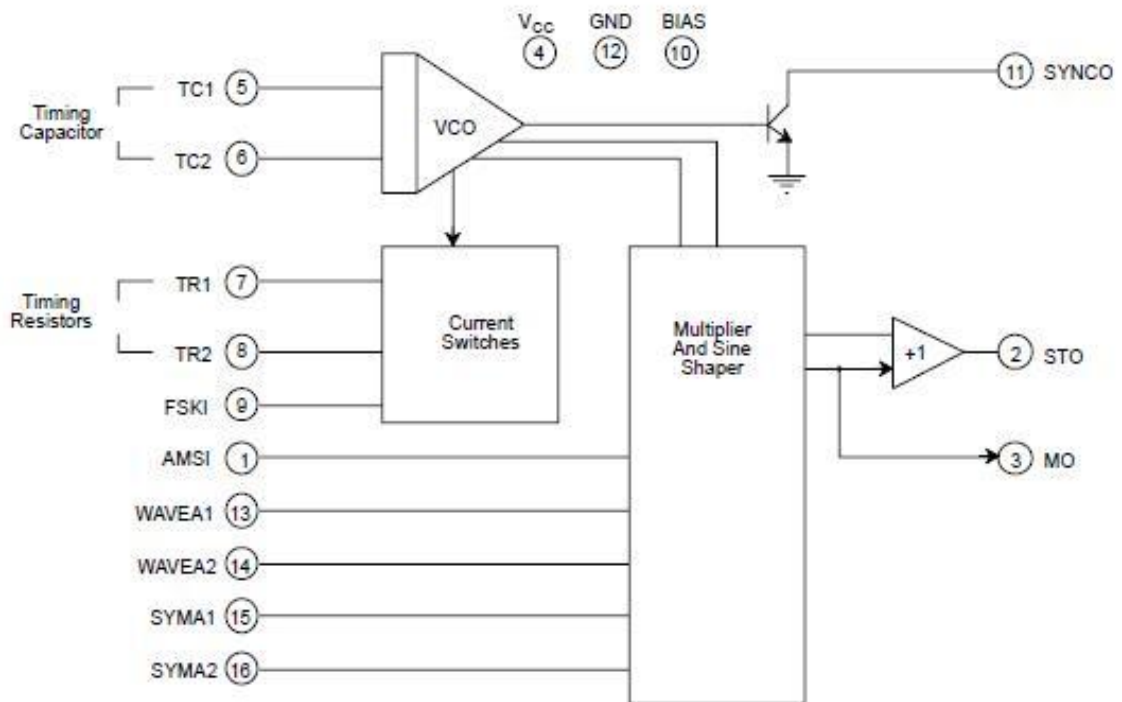 VCC GND BIAS
4 12 10
TC1 5
11 SYNCO
Timing
Capacitor
VCO
TC2 6
TR1 7
Timing
Resistors
Current
Switches
Multiplier
And Sine
Shaper
TR2 8
+1
2 STO
FSKI 9
AMSI 1
3 MO
WAVEA1 13
WAVEA2 14
SYMA1 15
SYMA2 16